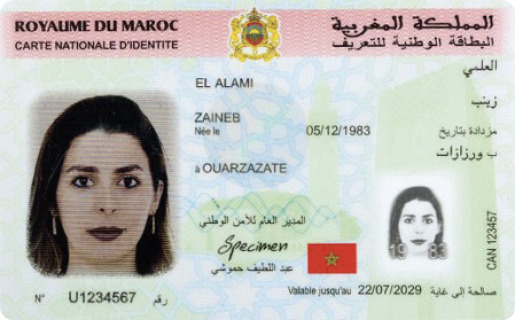 ROYAUME DU MAROC
المملكة المغربية
CARTE NATIONALE D'IDENTITE
البطاقة الوطنية للتعريف
العلمي
EL ALAMI
زينب
ZAINEB
Née le 05/12/1983 مزدادة بتاريخ
ب ورزازات
à OUARZAZATE
المدير العام للأمن الوطني
Specimen
عبد اللطيف حموشي
1983
CAN 123457
N° U1234567 رقم
Valable jusqu'au 22/07/2029 صالحة إلى غاية